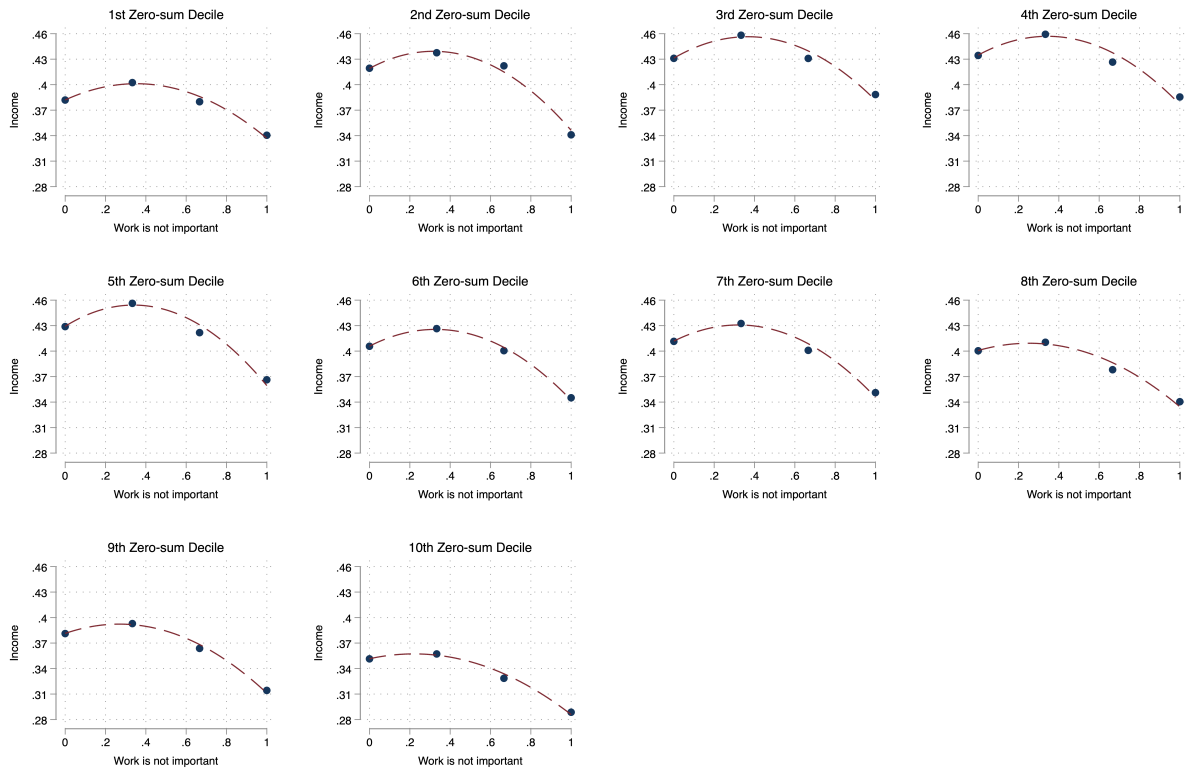 1st Zero-sum Decile
Income
.46
.43
.4
.37
.34
.31
.28
0 .2 .4 .6 .8 1
Work is not important
2nd Zero-sum Decile
Income
.46
.43
.4
.37
.34
.31
.28
0 .2 .4 .6 .8 1
Work is not important
3rd Zero-sum Decile
Income
.46
.43
.4
.37
.34
.31
.28
0 .2 .4 .6 .8 1
Work is not important
4th Zero-sum Decile
Income
.46
.43
.4
.37
.34
.31
.28
0 .2 .4 .6 .8 1
Work is not important
5th Zero-sum Decile
Income
.46
.43
.4
.37
.34
.31
.28
0 .2 .4 .6 .8 1
Work is not important
6th Zero-sum Decile
Income
.46
.43
.4
.37
.34
.31
.28
0 .2 .4 .6 .8 1
Work is not important
7th Zero-sum Decile
Income
.46
.43
.4
.37
.34
.31
.28
0 .2 .4 .6 .8 1
Work is not important
8th Zero-sum Decile
Income
.46
.43
.4
.37
.34
.31
.28
0 .2 .4 .6 .8 1
Work is not important
9th Zero-sum Decile
Income
.46
.43
.4
.37
.34
.31
.28
0 .2 .4 .6 .8 1
Work is not important
10th Zero-sum Decile
Income
.46
.43
.4
.37
.34
.31
.28
0 .2 .4 .6 .8 1
Work is not important